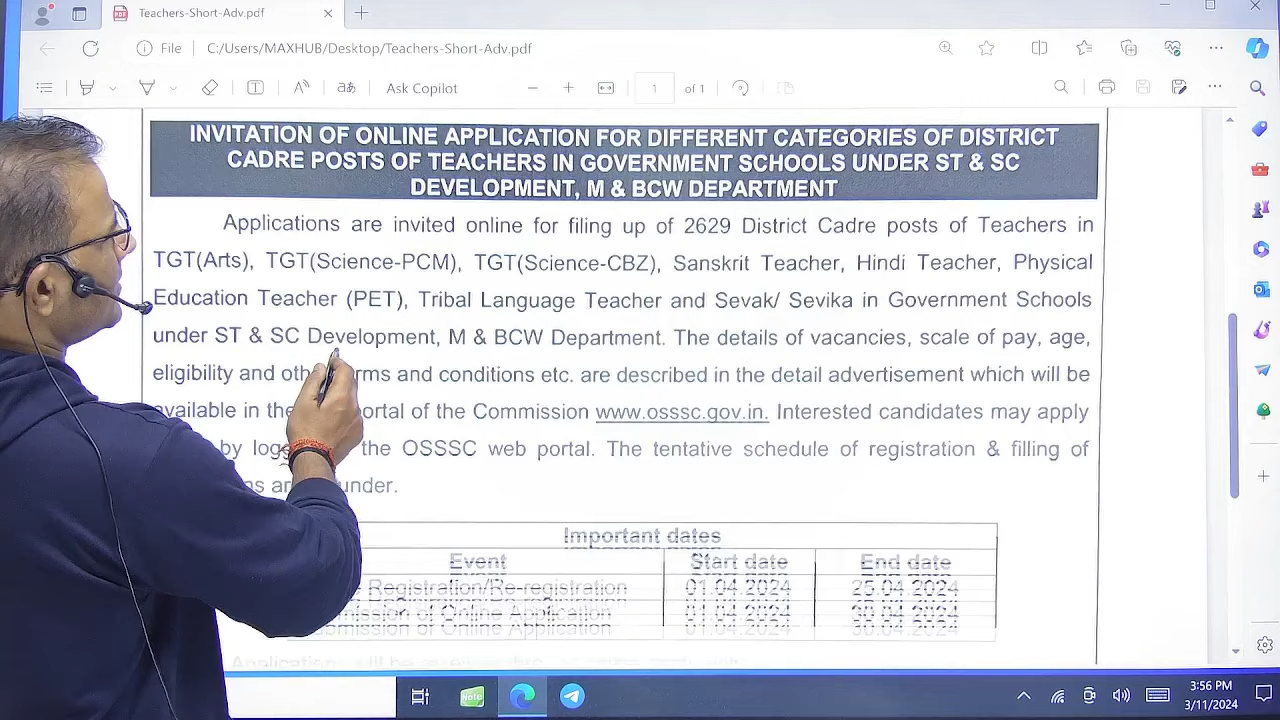 Teachers-Short-Adv.pdf
File C:/Users/MAXHUB/Desktop/Teachers-Short-Adv.pdf
aあ Ask Copilot 1 of 1
INVITATION OF ONLINE APPLICATION FOR DIFFERENT CATEGORIES OF DISTRICT
CADRE POSTS OF TEACHERS IN GOVERNMENT SCHOOLS UNDER ST & SC
DEVELOPMENT, M & BCW DEPARTMENT
Applications are invited online for filing up of 2629 District Cadre posts of Teachers in
TGT(Arts), TGT(Science-PCM), TGT(Science-CBZ), Sanskrit Teacher, Hindi Teacher, Physical
Education Teacher (PET), Tribal Language Teacher and Sevak/ Sevika in Government Schools
under ST & SC Development, M & BCW Department. The details of vacancies, scale of pay, age,
eligibility and and conditions etc. are described in the detail advertisement which will be
available in the portal of the Commission www.osssc.gov.in. Interested candidates may apply
by the OSSSC web portal. The tentative schedule of registration & filling of
under.
Important dates
Event Start date End date
Registration/Re-registration 01.04.2024 25.04.2024
of Online Application 01.04.2024 30.04.2024
Note
3:56 PM
3/11/2024